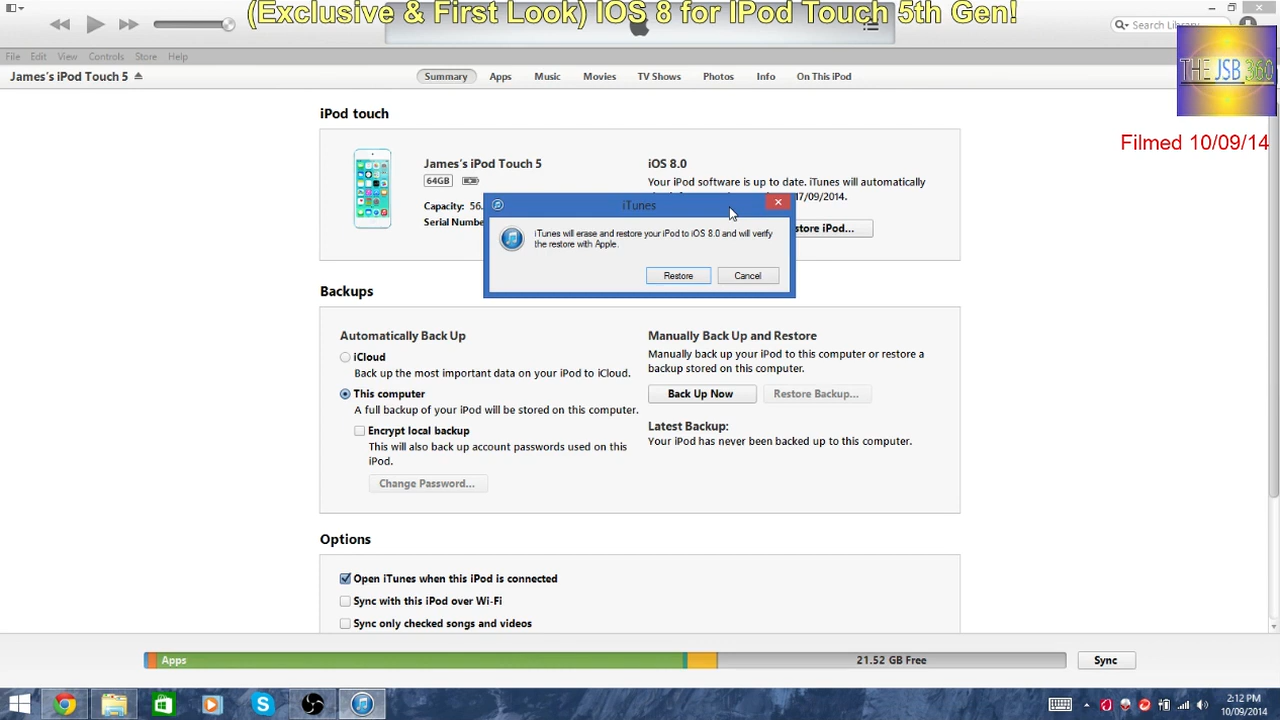 (Exclusive & First Look) IOS 8 for IPod Touch 5th Gen!
Search Library
File Edit View Controls Store Help
THE JSB 360
James's iPod Touch 5
Summary Apps Music Movies TV Shows Photos Info On This iPod
Filmed 10/09/14
iPod touch
James's iPod Touch 5
64GB
Capacity: 56.
Serial Numbe
iOS 8.0
Your iPod software is up to date. iTunes will automatically
17/09/2014.
store iPod...
iTunes
iTunes will erase and restore your iPod to iOS 8.0 and will verify
the restore with Apple.
Restore Cancel
Backups
Automatically Back Up
iCloud
Back up the most important data on your iPod to iCloud.
This computer
A full backup of your iPod will be stored on this computer.
Encrypt local backup
This will also back up account passwords used on this
iPod.
Change Password...
Manually Back Up and Restore
Manually back up your iPod to this computer or restore a
backup stored on this computer.
Back Up Now Restore Backup...
Latest Backup:
Your iPod has never been backed up to this computer.
Options
Open iTunes when this iPod is connected
Sync with this iPod over Wi-Fi
Sync only checked songs and videos
Apps 21.52 GB Free Sync
2:12 PM
10/09/2014